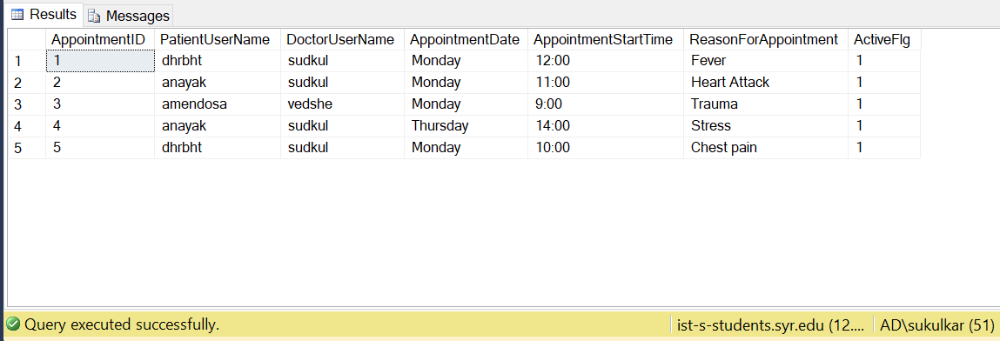 Results Messages
AppointmentID PatientUserName DoctorUserName AppointmentDate AppointmentStartTime ReasonForAppointment ActiveFlg
1 1 dhrbht sudkul Monday 12:00 Fever 1
2 2 anayak sudkul Monday 11:00 Heart Attack 1
3 3 amendosa vedshe Monday 9:00 Trauma 1
4 4 anayak sudkul Thursday 14:00 Stress 1
5 5 dhrbht sudkul Monday 10:00 Chest pain 1
Query executed successfully. ist-s-students.syr.edu (12.... AD\sukulkar (51)